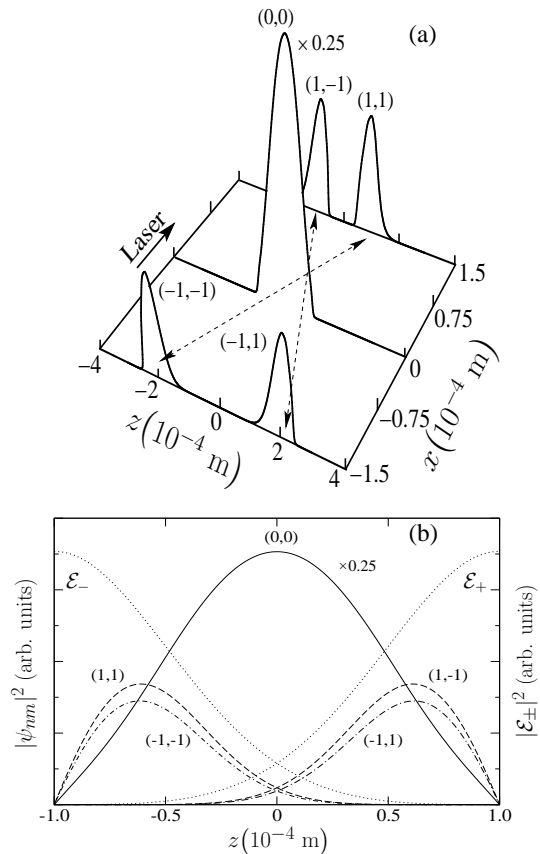 (0,0)
(a)
×0.25
(1,−1)
(1,1)
Laser
(−1,−1)
1.5
0.75
(−1,1)
0
−4
−2
−0.75
0
2
−1.5
4
z(10⁻⁴ m)
x(10⁻⁴ m)
(0,0)
(b)
×0.25
ℰ₋
ℰ₊
(1,1)
(1,-1)
(-1,-1)
(-1,1)
|ψₙₘ|² (arb. units)
|ℰ±|² (arb. units)
-1.0
-0.5
0
0.5
1.0
z(10⁻⁴ m)